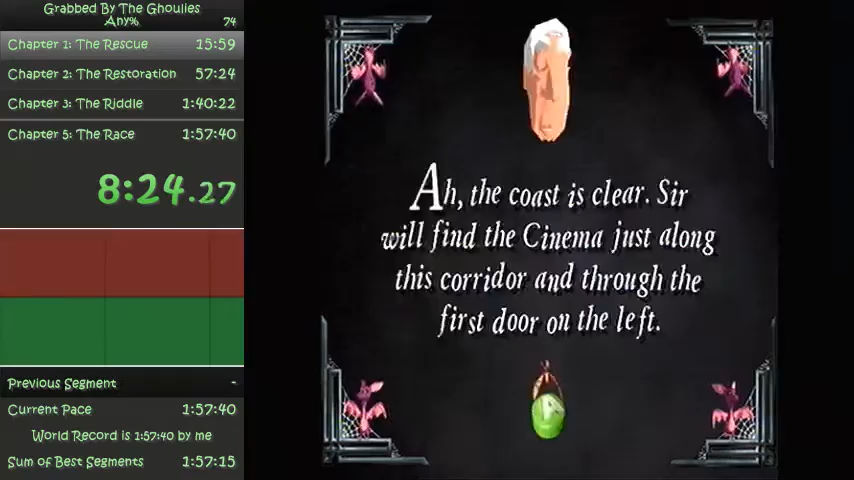 Grabbed By The Ghoulies
Any% 74
Chapter 1: The Rescue 15:59
Chapter 2: The Restoration 57:24
Chapter 3: The Riddle 1:40:22
Chapter 5: The Race 1:57:40
8:24.27
Previous Segment -
Current Pace 1:57:40
World Record is 1:57:40 by me
Sum of Best Segments 1:57:15
Ah, the coast is clear. Sir
will find the Cinema just along
this corridor and through the
first door on the left.
A